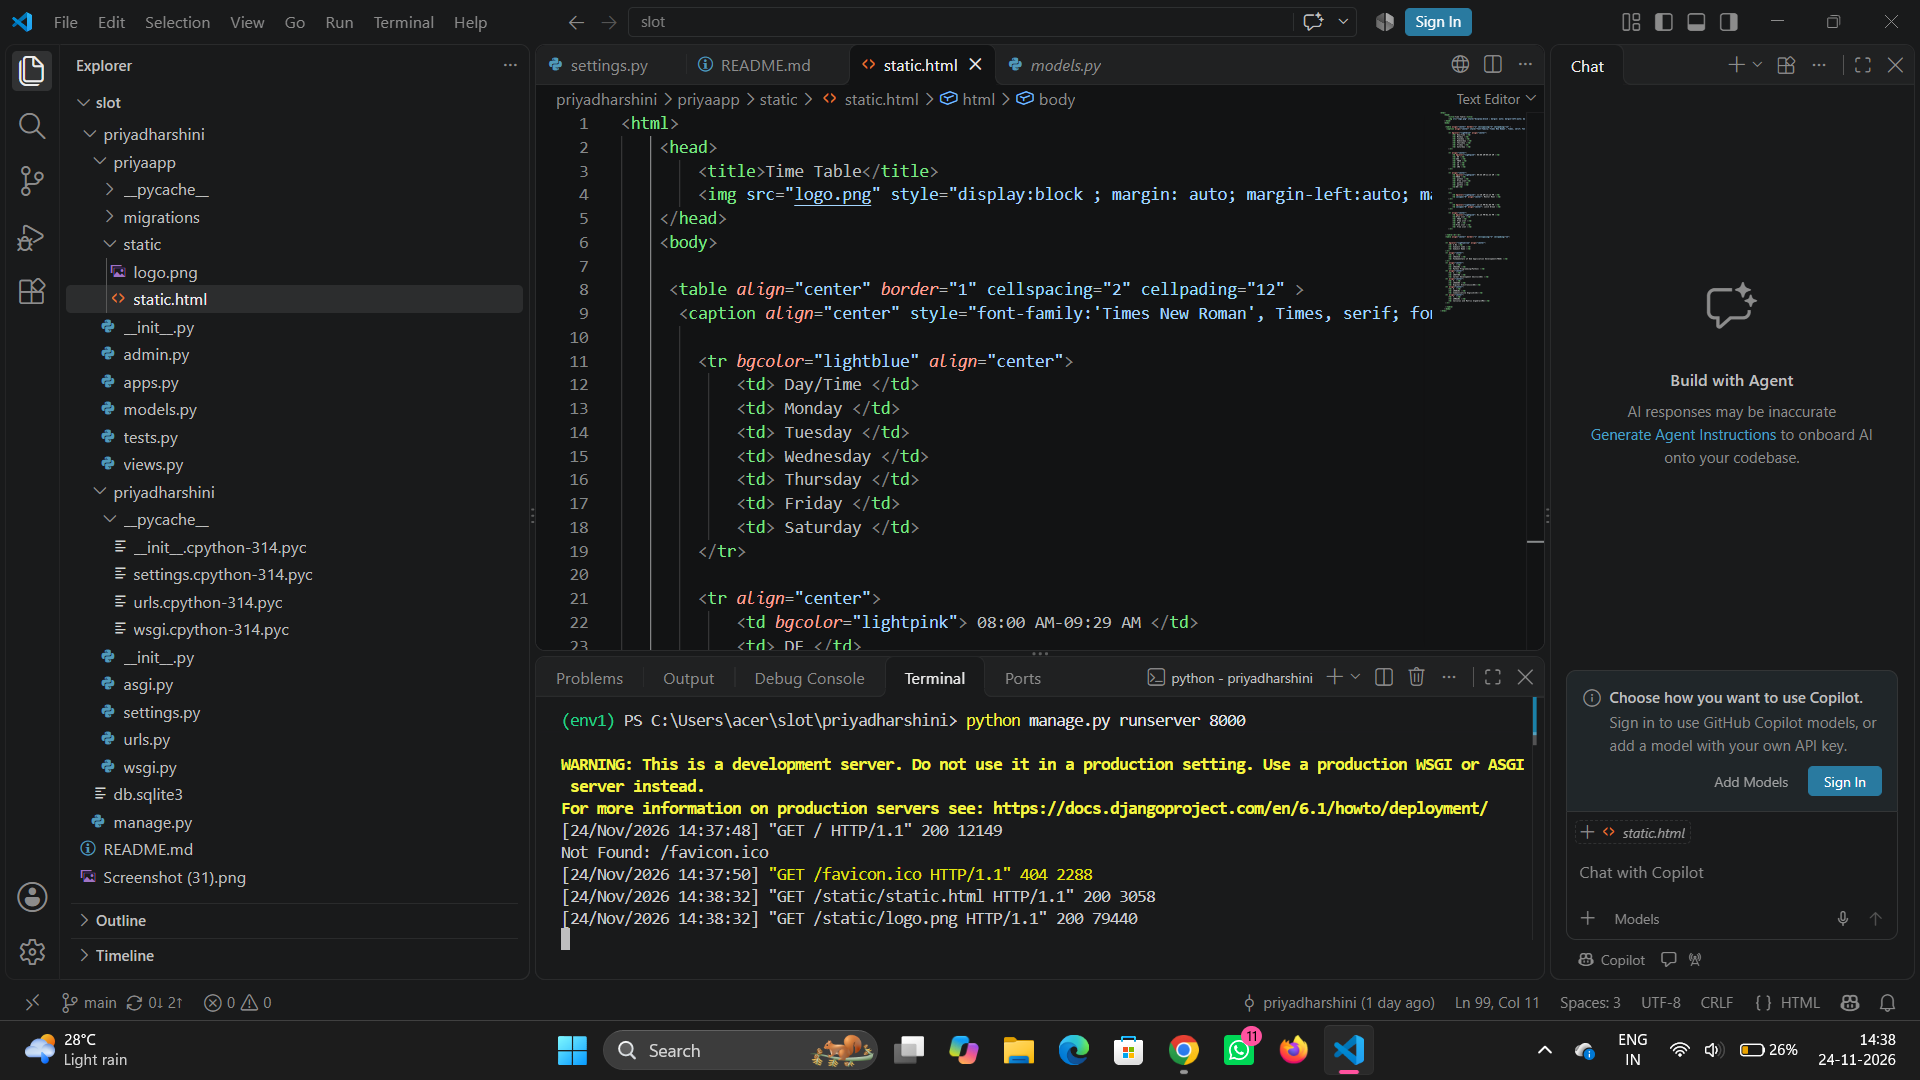 File Edit Selection View Go Run Terminal Help
slot
Sign In
Explorer
slot
priyadharshini
priyaapp
__pycache__
migrations
static
logo.png
static.html
__init__.py
admin.py
apps.py
models.py
tests.py
views.py
priyadharshini
__pycache__
__init__.cpython-314.pyc
settings.cpython-314.pyc
urls.cpython-314.pyc
wsgi.cpython-314.pyc
__init__.py
asgi.py
settings.py
urls.py
wsgi.py
db.sqlite3
manage.py
README.md
Screenshot (31).png
Outline
Timeline
settings.py README.md static.html models.py
priyadharshini > priyaapp > static > static.html > html > body
Text Editor
1 <html>
2 <head>
3 <title>Time Table</title>
4 <img src="logo.png" style="display:block ; margin: auto; margin-left:auto; ma
5 </head>
6 <body>
7
8 <table align="center" border="1" cellspacing="2" cellpading="12" >
9 <caption align="center" style="font-family:'Times New Roman', Times, serif; fon
10
11 <tr bgcolor="lightblue" align="center">
12 <td> Day/Time </td>
13 <td> Monday </td>
14 <td> Tuesday </td>
15 <td> Wednesday </td>
16 <td> Thursday </td>
17 <td> Friday </td>
18 <td> Saturday </td>
19 </tr>
20
21 <tr align="center">
22 <td bgcolor="lightpink"> 08:00 AM-09:29 AM </td>
23 <td> DE </td>
Problems Output Debug Console Terminal Ports
python - priyadharshini
(env1) PS C:\Users\acer\slot\priyadharshini> python manage.py runserver 8000
WARNING: This is a development server. Do not use it in a production setting. Use a production WSGI or ASGI
server instead.
For more information on production servers see: https://docs.djangoproject.com/en/6.1/howto/deployment/
[24/Nov/2026 14:37:48] "GET / HTTP/1.1" 200 12149
Not Found: /favicon.ico
[24/Nov/2026 14:37:50] "GET /favicon.ico HTTP/1.1" 404 2288
[24/Nov/2026 14:38:32] "GET /static/static.html HTTP/1.1" 200 3058
[24/Nov/2026 14:38:32] "GET /static/logo.png HTTP/1.1" 200 79440
Chat
Build with Agent
AI responses may be inaccurate
Generate Agent Instructions to onboard AI
onto your codebase.
Choose how you want to use Copilot.
Sign in to use GitHub Copilot models, or
add a model with your own API key.
Add Models Sign In
static.html
Chat with Copilot
Models
Copilot
main 0↓ 2↑ 0 0
priyadharshini (1 day ago) Ln 99, Col 11 Spaces: 3 UTF-8 CRLF { } HTML
28°C
Light rain
Search
11
ENG
IN
26%
14:38
24-11-2026